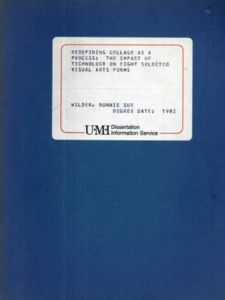 REDEFINING COLLAGE AS A
PROCESS: THE IMPACT OF
TECHNOLOGY ON EIGHT SELECTED
VISUAL ARTS FORMS
WILDER, BONNIE SUE
DEGREE DATE: 1982
U·M·I Dissertation
Information Service